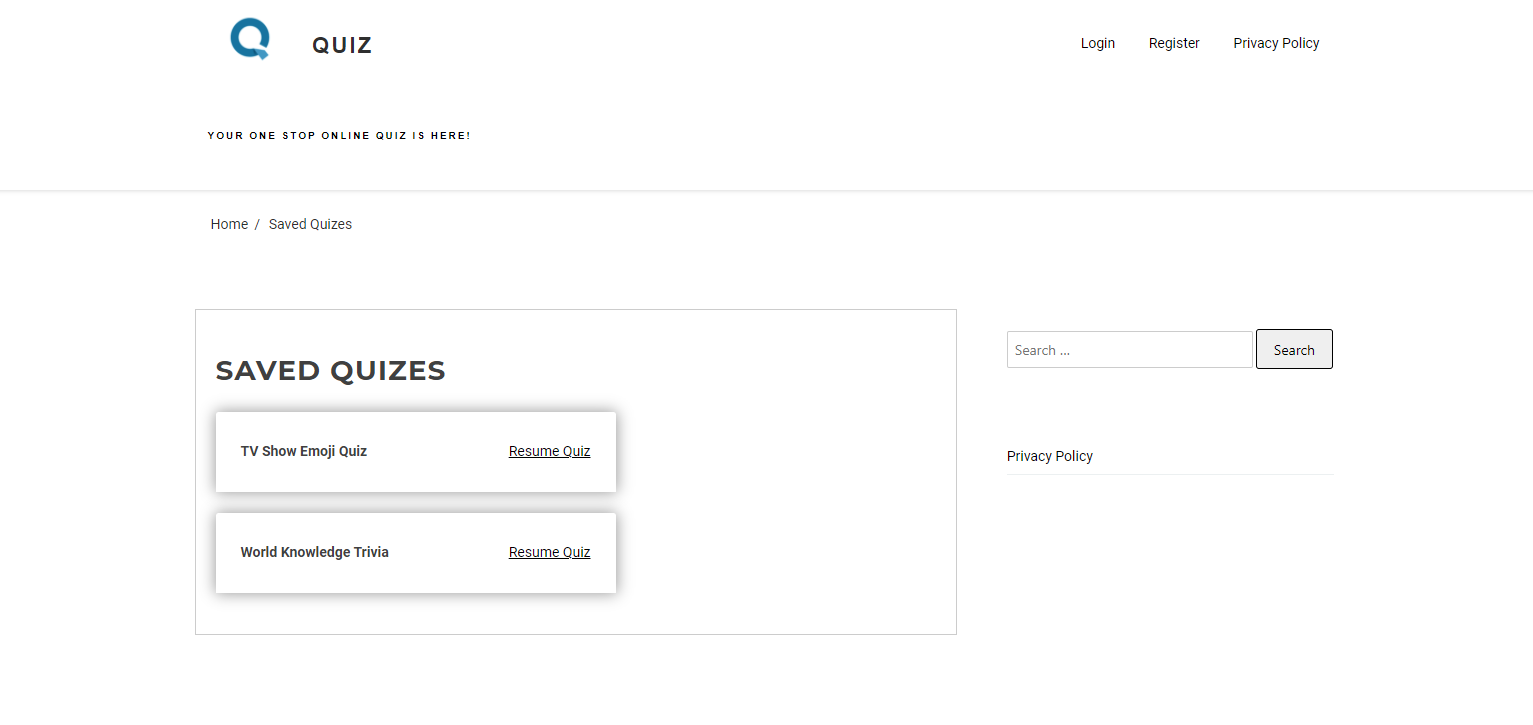 QUIZ
Login Register Privacy Policy
YOUR ONE STOP ONLINE QUIZ IS HERE!
Home / Saved Quizes
SAVED QUIZES
TV Show Emoji Quiz Resume Quiz
World Knowledge Trivia Resume Quiz
Search ... Search
Privacy Policy